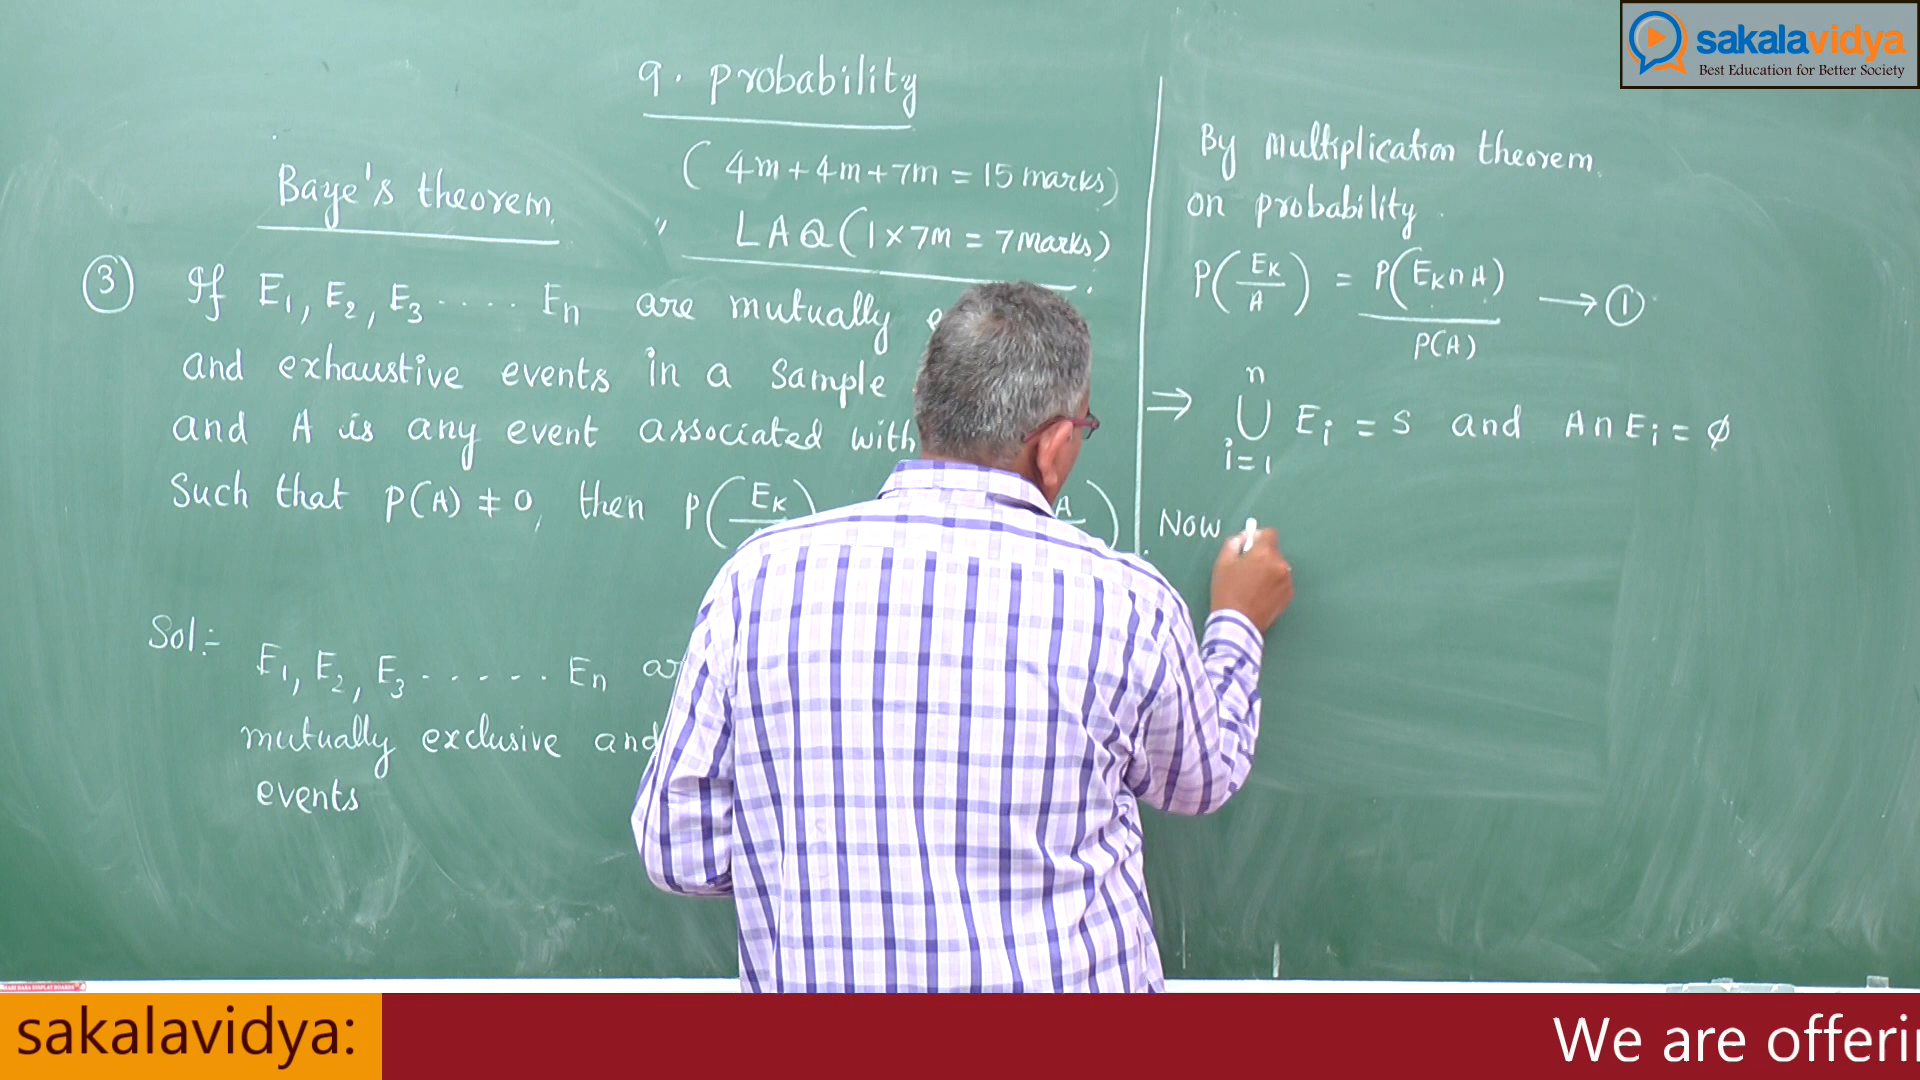 sakalavidya
Best Education for Better Society
9. probability
( 4m + 4m + 7m = 15 marks)
Baye's theorem
" LAQ (1 × 7M = 7 Marks)
③ If E₁, E₂, E₃ ···· Eₙ are mutually
and exhaustive events in a Sample
and A is any event associated with
Such that P(A) ≠ 0, then P(Eₖ/ A )
Sol:-
E₁, E₂, E₃ ······ Eₙ
mutually exclusive and
events
By multiplication theorem
on probability.
P(Eₖ/A) = P(Eₖ∩A)/P(A) → ①
⇒ n ∪ i=1 Eᵢ = S and A∩Eᵢ = ∅
Now
sakalavidya:
We are